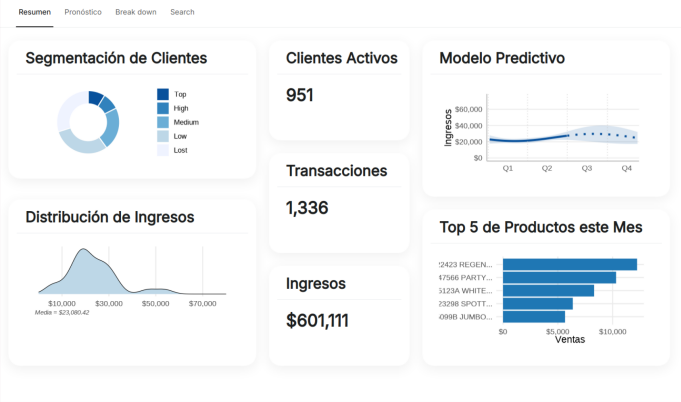 Resumen Pronóstico Break down Search
Segmentación de Clientes
Top
High
Medium
Low
Lost
Distribución de Ingresos
$10,000 $30,000 $50,000 $70,000
Media = $23,080.42
Clientes Activos
951
Transacciones
1,336
Ingresos
$601,111
Modelo Predictivo
Ingresos
$60,000
$40,000
$20,000
$0
Q1 Q2 Q3 Q4
Top 5 de Productos este Mes
2423 REGEN...
47566 PARTY...
5123A WHITE...
23298 SPOTT...
099B JUMBO...
$0 $5,000 $10,000
Ventas